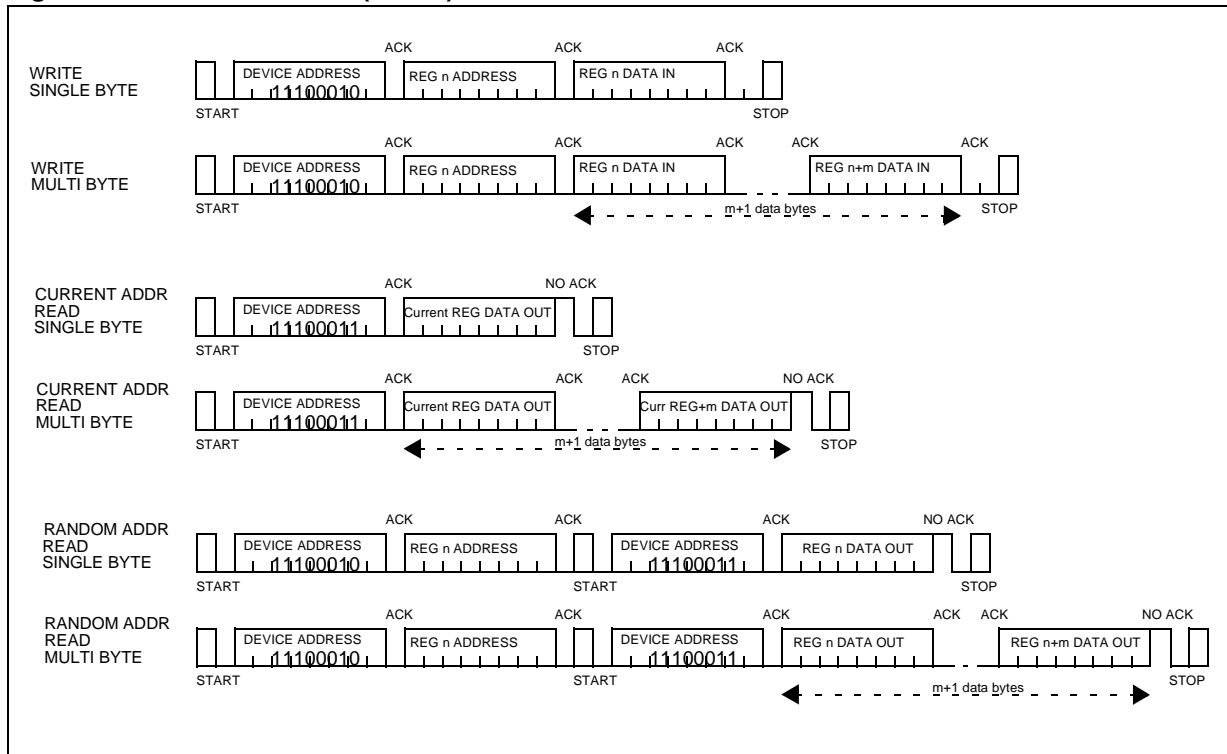 ACK ACK ACK
WRITE
SINGLE BYTE
DEVICE ADDRESS
11100010
REG n ADDRESS
REG n DATA IN
START STOP
ACK ACK ACK ACK
WRITE
MULTI BYTE
DEVICE ADDRESS
11100010
REG n ADDRESS
REG n DATA IN
REG n+m DATA IN
START
m+1 data bytes
STOP
ACK NO ACK
CURRENT ADDR
READ
SINGLE BYTE
DEVICE ADDRESS
11100011
Current REG DATA OUT
START STOP
ACK ACK ACK NO ACK
CURRENT ADDR
READ
MULTI BYTE
DEVICE ADDRESS
11100011
Current REG DATA OUT
Curr REG+m DATA OUT
START
m+1 data bytes
STOP
ACK ACK ACK NO ACK
RANDOM ADDR
READ
SINGLE BYTE
DEVICE ADDRESS
11100010
REG n ADDRESS
DEVICE ADDRESS
11100011
REG n DATA OUT
START START STOP
ACK ACK ACK ACK ACK NO ACK
RANDOM ADDR
READ
MULTI BYTE
DEVICE ADDRESS
11100010
REG n ADDRESS
DEVICE ADDRESS
11100011
REG n DATA OUT
REG n+m DATA OUT
START START
m+1 data bytes
STOP